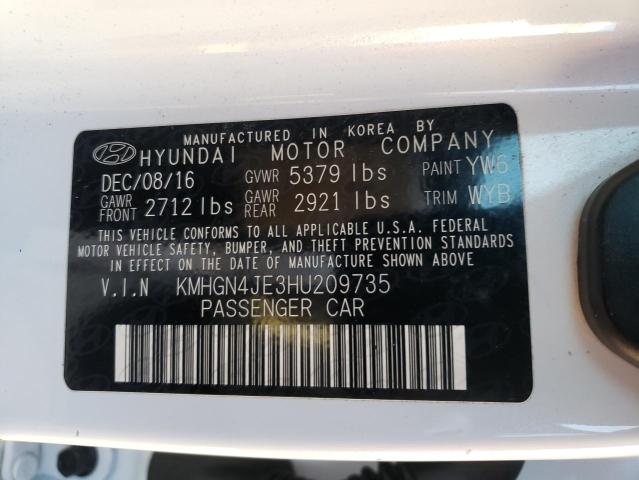 MANUFACTURED IN KOREA BY
HYUNDAI MOTOR COMPANY
DEC/08/16 GVWR 5379 lbs PAINT YW6
GAWR FRONT 2712 lbs GAWR REAR 2921 lbs TRIM WYB
THIS VEHICLE CONFORMS TO ALL APPLICABLE U.S.A. FEDERAL
MOTOR VEHICLE SAFETY, BUMPER, AND THEFT PREVENTION STANDARDS
IN EFFECT ON THE DATE OF MANUFACTURE SHOWN ABOVE.
V.I.N KMHGN4JE3HU209735
PASSENGER CAR